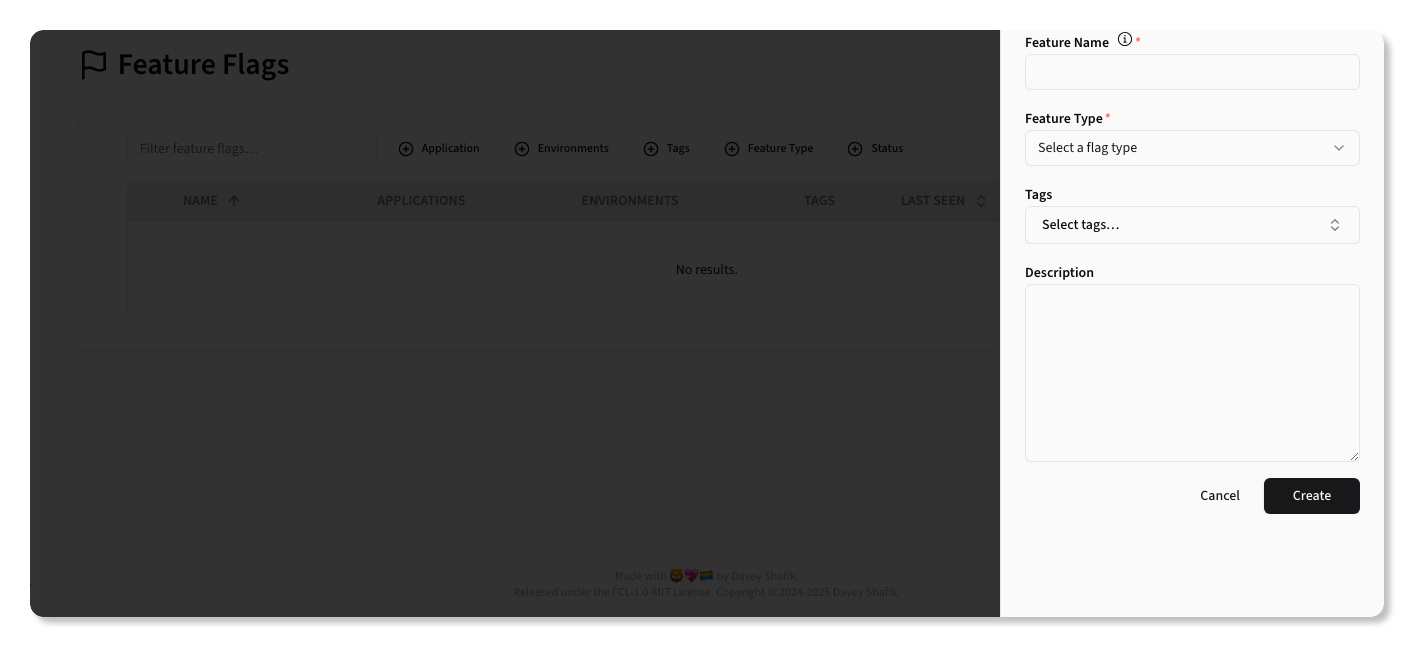 Feature Flags
Filter feature flags...
Application
Environments
Tags
Feature Type
Status
NAME
APPLICATIONS
ENVIRONMENTS
TAGS
LAST SEEN
No results.
Made with 🦁💖🏳️‍🌈 by Davey Shafik.
Released under the FCL-1.0-MIT License. Copyright © 2024-2025 Davey Shafik.
Feature Name *
Feature Type *
Select a flag type
Tags
Select tags...
Description
Cancel
Create